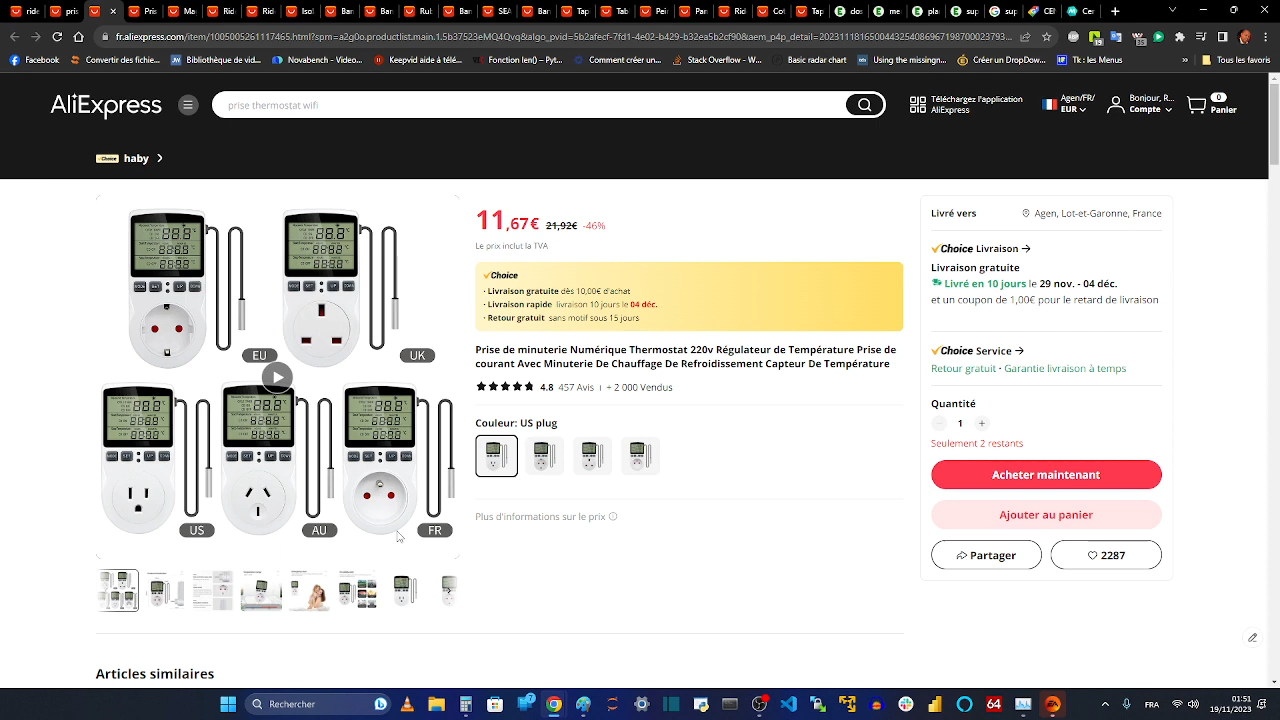 fr.aliexpress.com/item/1005005261117465.html?spm=a2g0o.productlist.main.1.5b37523eMQ4Qvq&algo_pvid=5b2afecf-7fd1-4e02-b429-b32ea5b2cf90&aem_p4p_detail=2023111816500443254089697198700023793...
Facebook
Convertir des fichie...
Bibliothèque de vid...
Novabench - Video...
Keepvid aide à télé...
Fonction len() – Pyt...
Comment créer un...
Stack Overflow - W...
Basic radar chart
Using the missingn...
Créer un DropDow...
Tk : les Menus
»
Tous les favoris
AliExpress
prise thermostat wifi
Téléchargez l'application
AliExpress
Agen/FR/
EUR
Bonjour, R...
Compte
0
Panier
Choice haby
EU
UK
US
AU
FR
11,67€ 21,92€ -46%
Le prix inclut la TVA
Choice
· Livraison gratuite dès 10,00€ d'achat
· Livraison rapide livraison 10 jours le 04 déc.
· Retour gratuit sans motif sous 15 jours
Prise de minuterie Numérique Thermostat 220v Régulateur de Température Prise de
courant Avec Minuterie De Chauffage De Refroidissement Capteur De Température
4.8 457 Avis + 2 000 Vendus
Couleur: US plug
Plus d'informations sur le prix
Livré vers Agen, Lot-et-Garonne, France
Choice Livraison
Livraison gratuite
Livré en 10 jours le 29 nov. - 04 déc.
et un coupon de 1,00€ pour le retard de livraison
Choice Service
Retour gratuit · Garantie livraison à temps
Quantité
1
Seulement 2 restants
Acheter maintenant
Ajouter au panier
Partager
2287
Articles similaires
Rechercher
FRA
01:51
19/11/2023